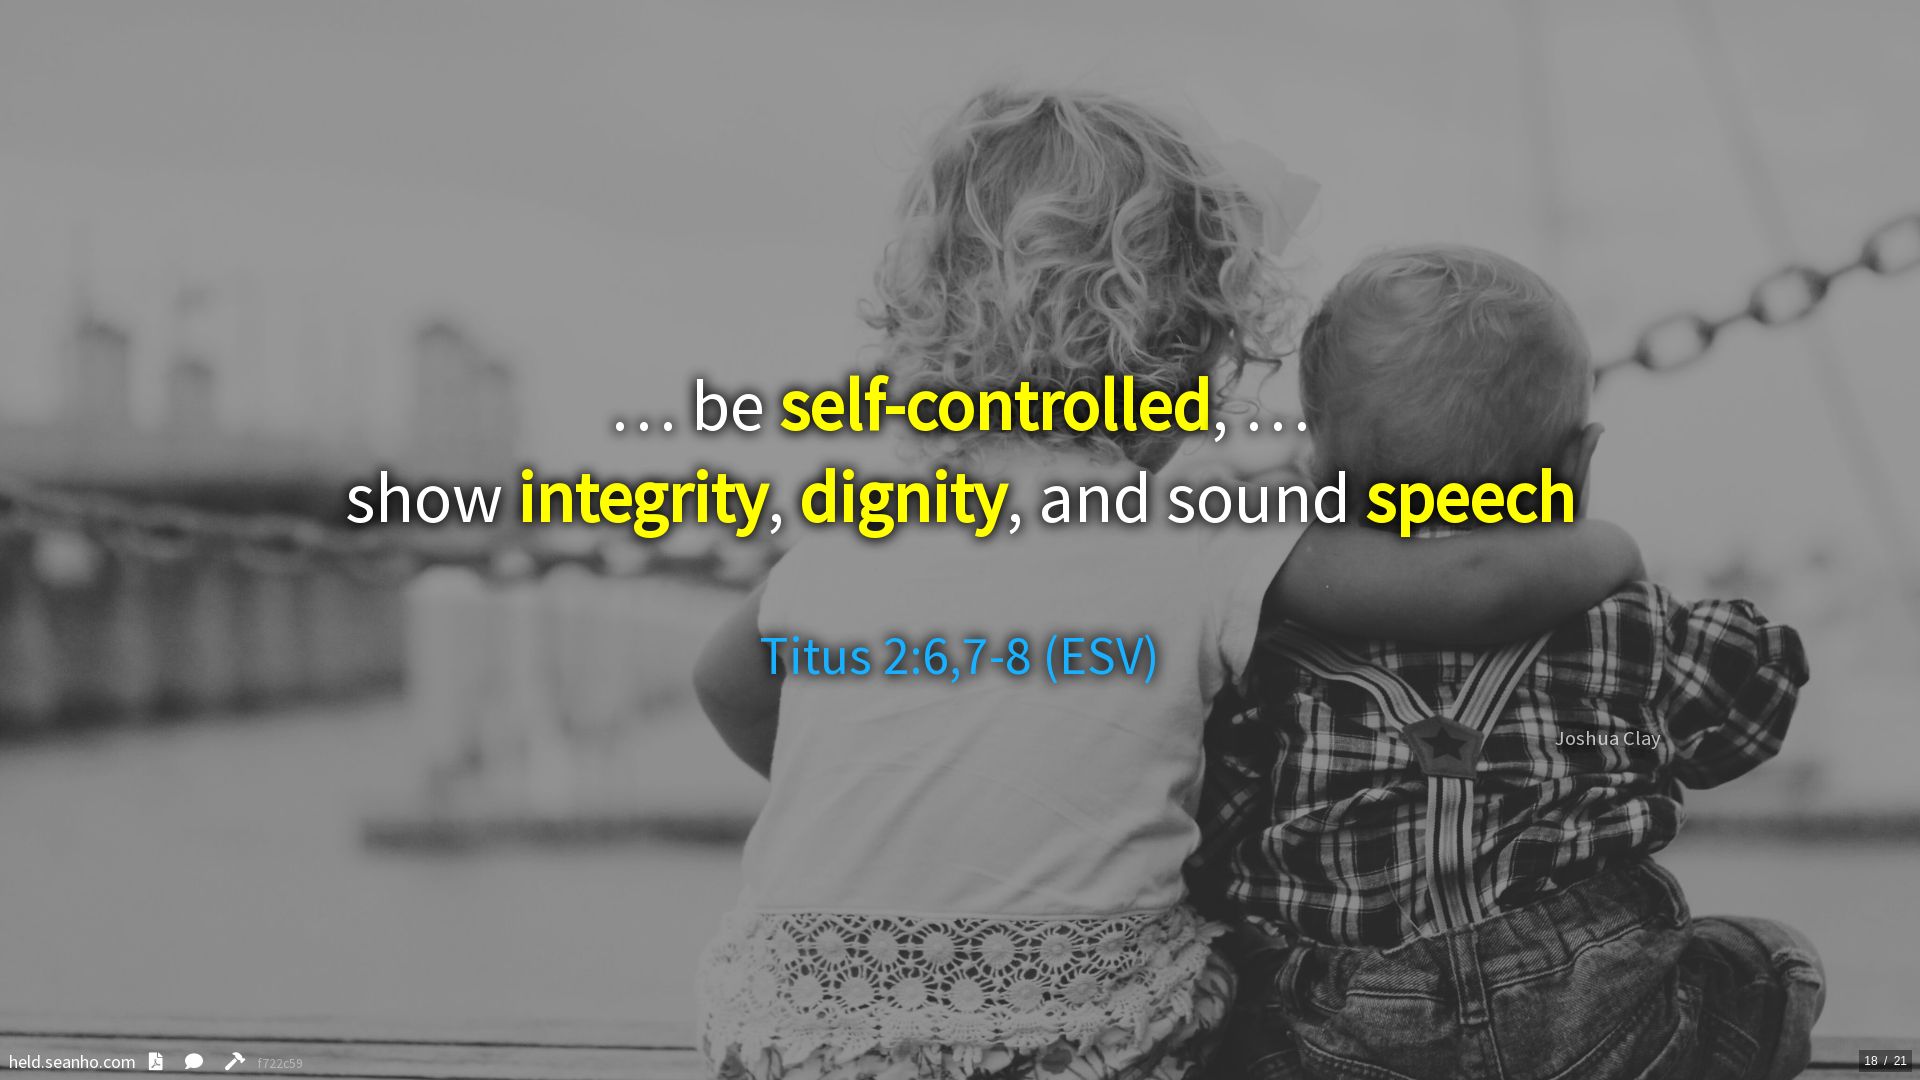 … be self-controlled, …
show integrity, dignity, and sound speech
Titus 2:6,7-8 (ESV)
Joshua Clay
held.seanho.com f722c59
18 / 21